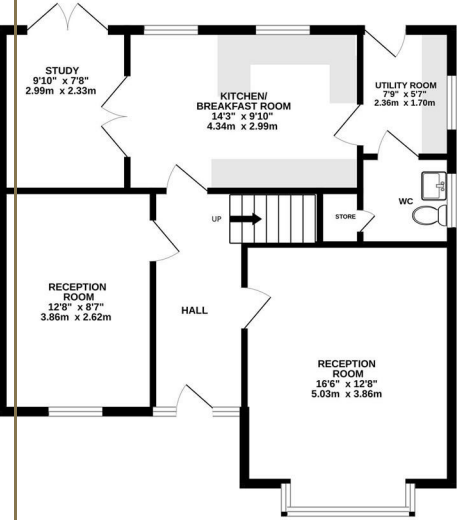 STUDY
9'10" x 7'8"
2.99m x 2.33m
KITCHEN/
BREAKFAST ROOM
14'3" x 9'10"
4.34m x 2.99m
UTILITY ROOM
7'9" x 5'7"
2.36m x 1.70m
WC
STORE
UP
RECEPTION
ROOM
12'8" x 8'7"
3.86m x 2.62m
HALL
RECEPTION
ROOM
16'6" x 12'8"
5.03m x 3.86m